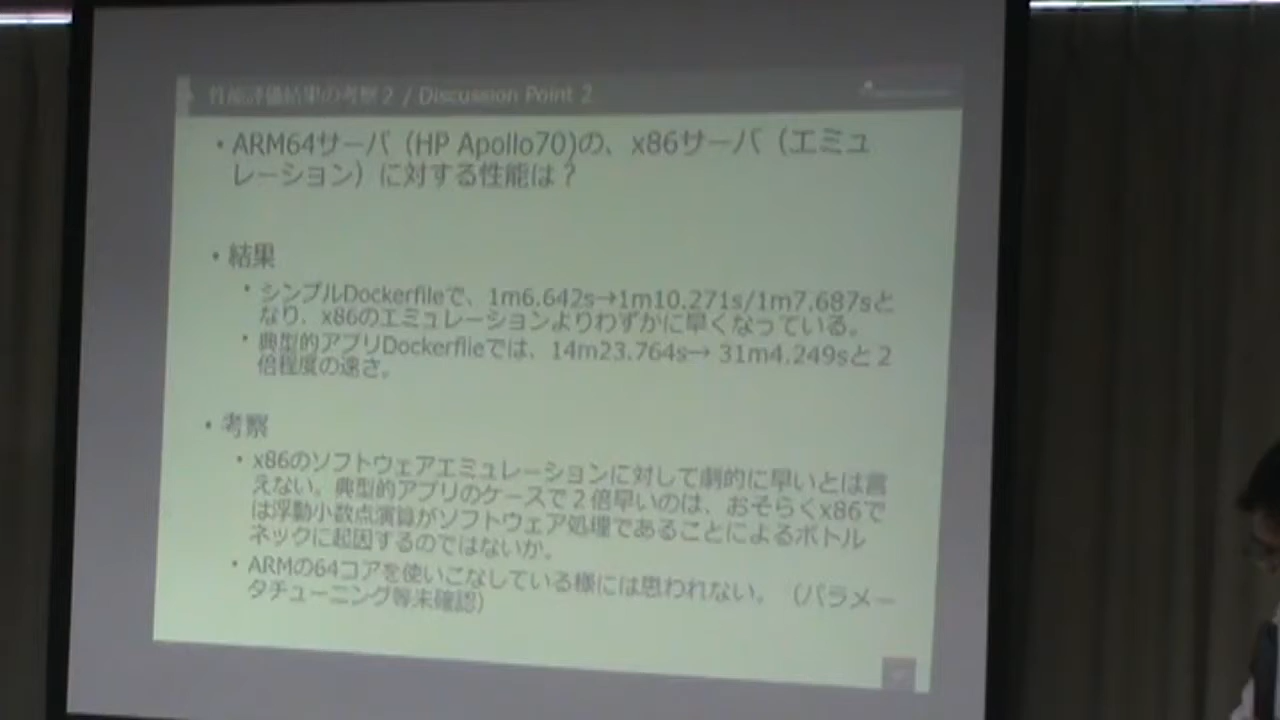 性能評価結果の考察２ / Discussion Point 2
・ARM64サーバ（HP Apollo70)の、x86サーバ（エミュ
レーション）に対する性能は？
・結果
・シンプルDockerfileで、1m6.642s→1m10.271s/1m7.687sと
なり、x86のエミュレーションよりわずかに早くなっている。
・典型的アプリDockerfileでは、14m23.764s→ 31m4.249sと２
倍程度の速さ。
・考察
・x86のソフトウェアエミュレーションに対して劇的に早いとは言
えない。典型的アプリのケースで２倍早いのは、おそらくx86で
は浮動小数点演算がソフトウェア処理であることによるボトル
ネックに起因するのではないか。
・ARMの64コアを使いこなしている様には思われない。（パラメー
タチューニング等未確認）